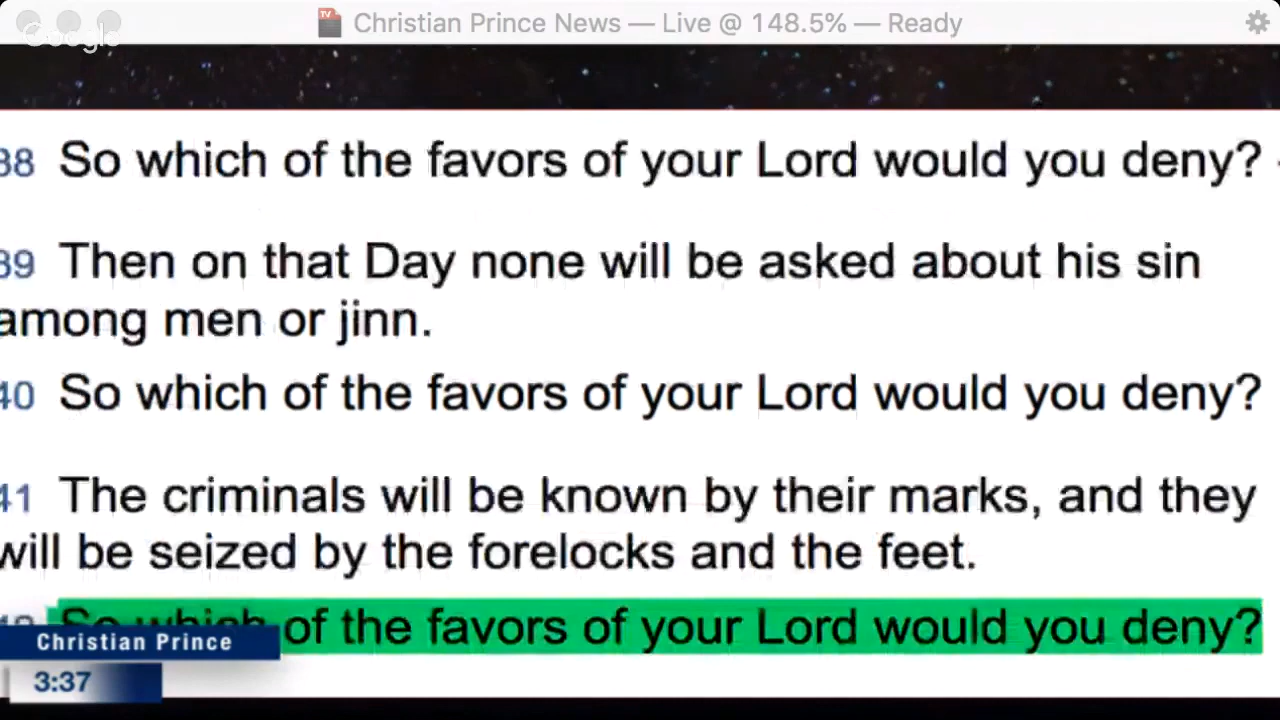 Christian Prince News — Live @ 148.5% — Ready
Google
38 So which of the favors of your Lord would you deny?
39 Then on that Day none will be asked about his sin
among men or jinn.
40 So which of the favors of your Lord would you deny?
41 The criminals will be known by their marks, and they
will be seized by the forelocks and the feet.
So which of the favors of your Lord would you deny?
Christian Prince
3:37